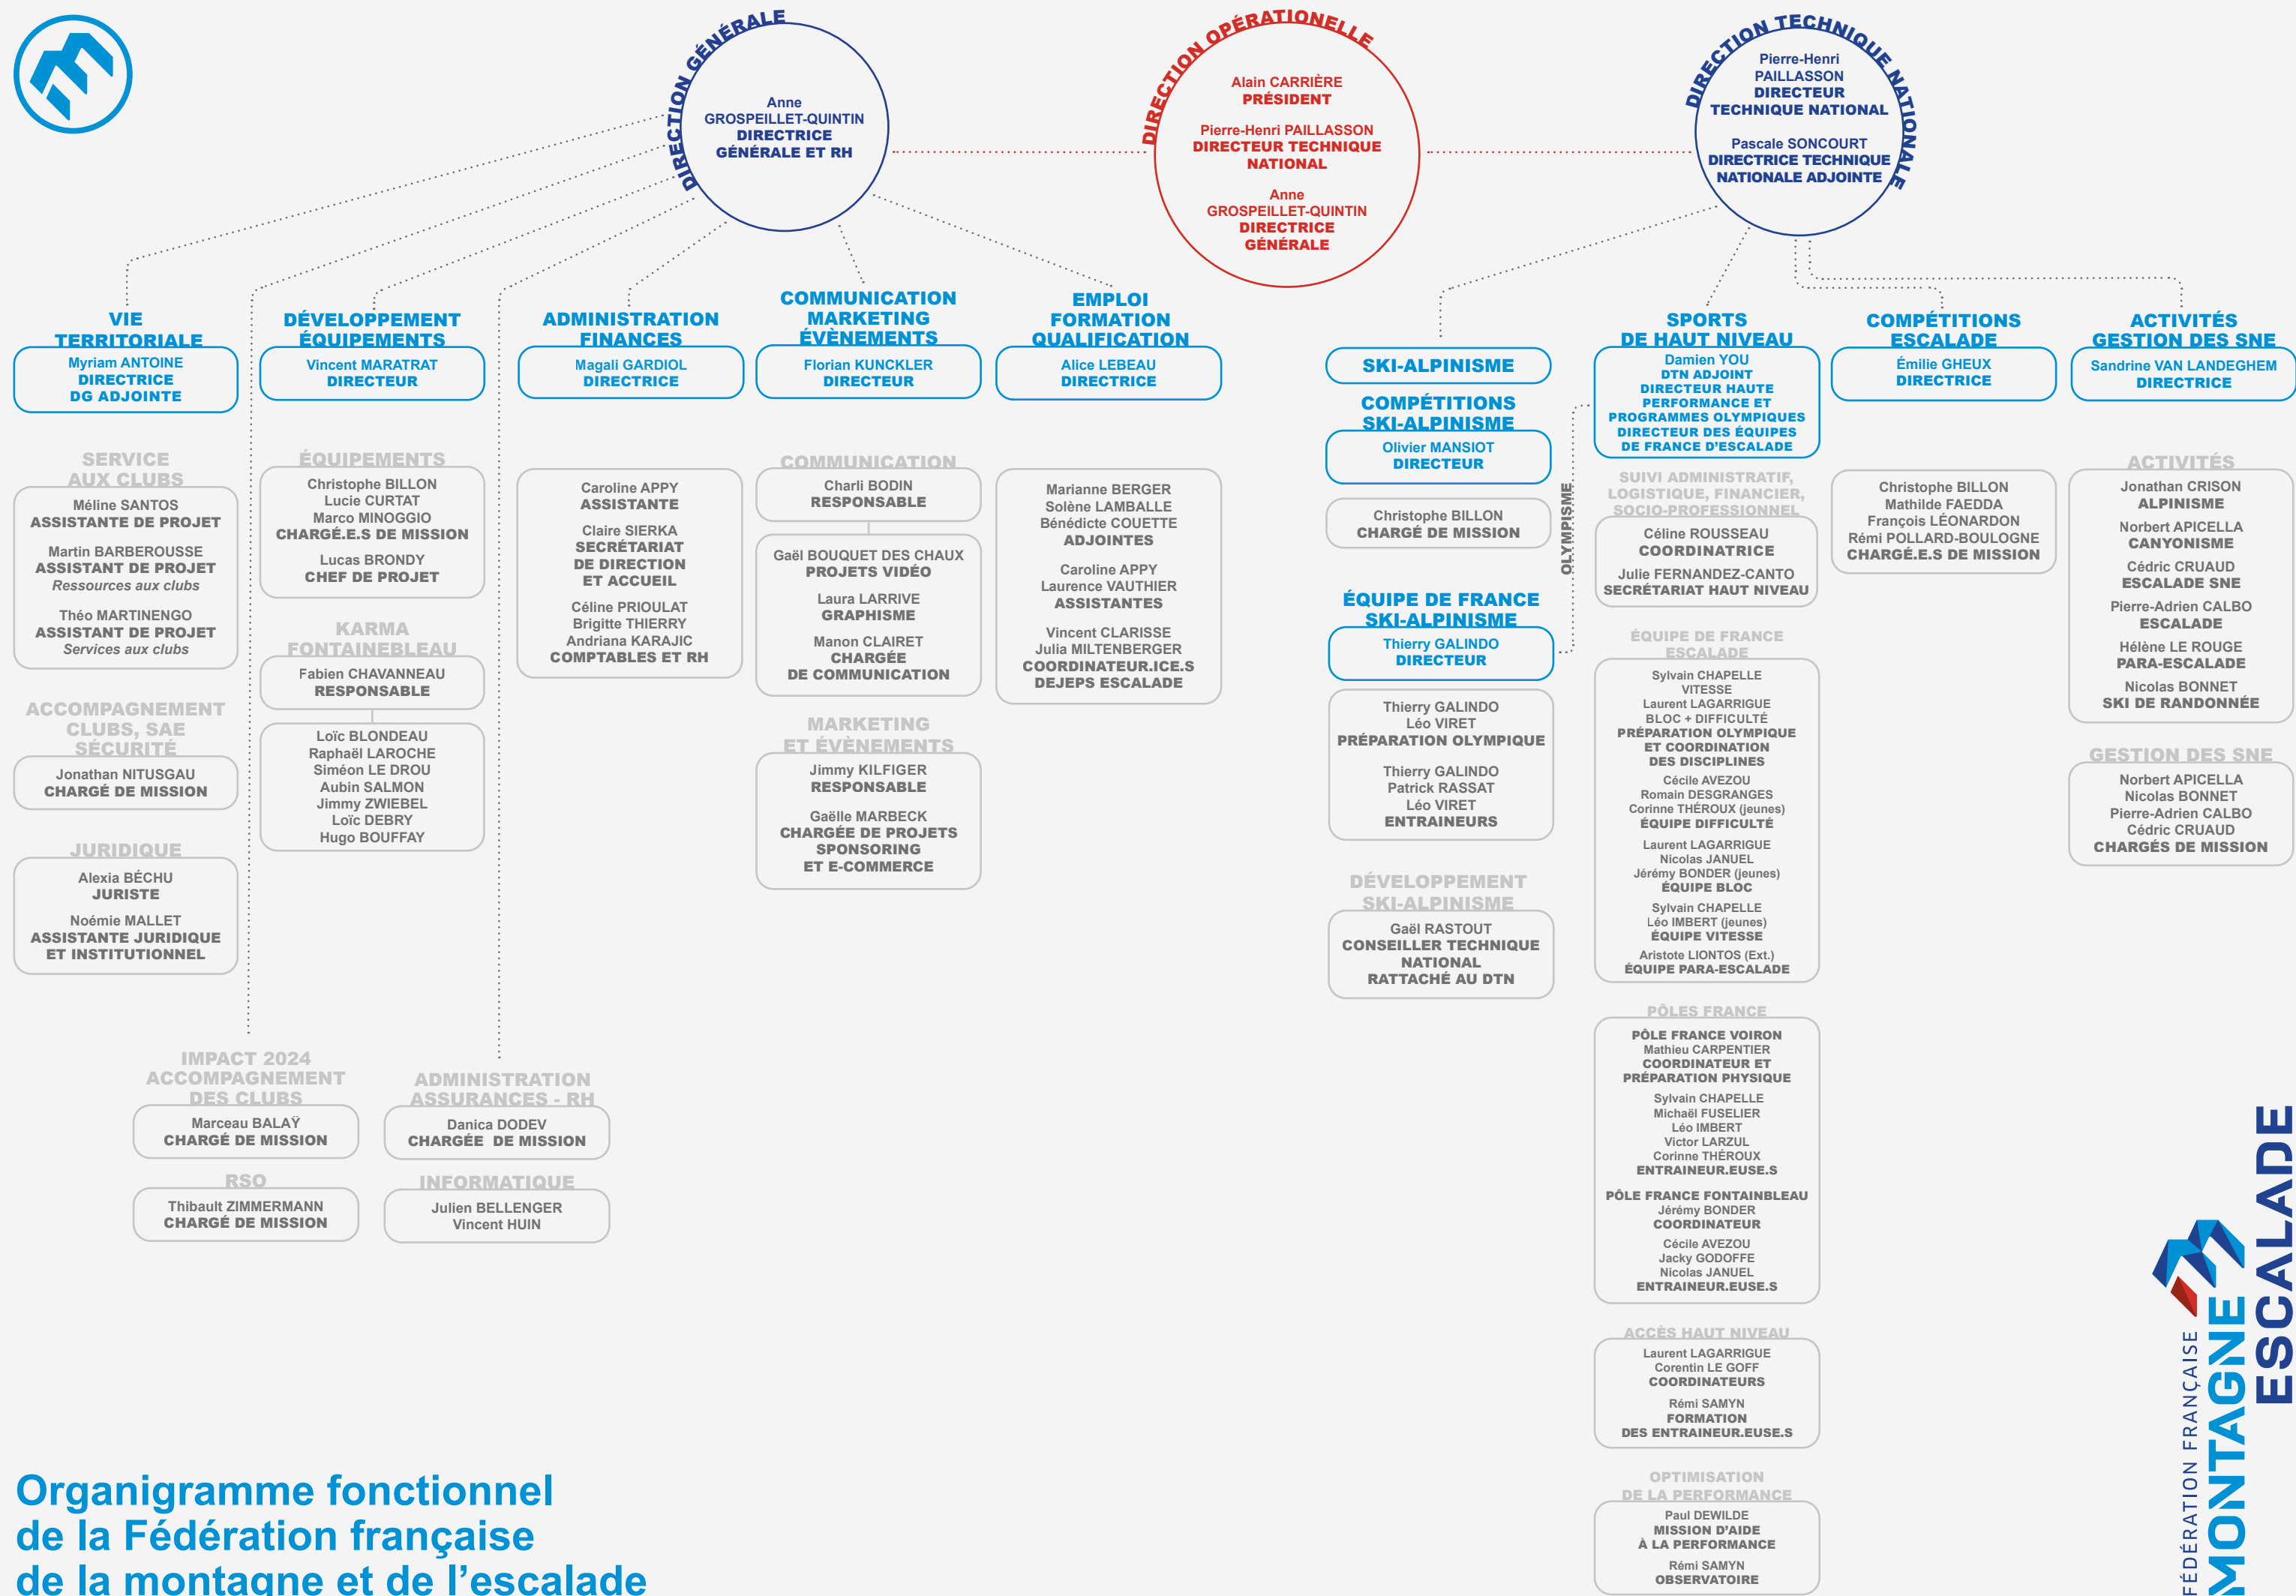 DIRECTION GÉNÉRALE
Anne
GROSPEILLET-QUINTIN
DIRECTRICE
GÉNÉRALE ET RH
DIRECTION OPÉRATIONELLE
Alain CARRIÈRE
PRÉSIDENT
Pierre-Henri PAILLASSON
DIRECTEUR TECHNIQUE
NATIONAL
Anne
GROSPEILLET-QUINTIN
DIRECTRICE
GÉNÉRALE
DIRECTION TECHNIQUE NATIONALE
Pierre-Henri
PAILLASSON
DIRECTEUR
TECHNIQUE NATIONAL
Pascale SONCOURT
DIRECTRICE TECHNIQUE
NATIONALE ADJOINTE
VIE
TERRITORIALE
Myriam ANTOINE
DIRECTRICE
DG ADJOINTE
SERVICE
AUX CLUBS
Méline SANTOS
ASSISTANTE DE PROJET
Martin BARBEROUSSE
ASSISTANT DE PROJET
Ressources aux clubs
Théo MARTINENGO
ASSISTANT DE PROJET
Services aux clubs
ACCOMPAGNEMENT
CLUBS, SAE
SÉCURITÉ
Jonathan NITUSGAU
CHARGÉ DE MISSION
JURIDIQUE
Alexia BÉCHU
JURISTE
Noémie MALLET
ASSISTANTE JURIDIQUE
ET INSTITUTIONNEL
DÉVELOPPEMENT
ÉQUIPEMENTS
Vincent MARATRAT
DIRECTEUR
ÉQUIPEMENTS
Christophe BILLON
Lucie CURTAT
Marco MINOGGIO
CHARGÉ.E.S DE MISSION
Lucas BRONDY
CHEF DE PROJET
KARMA
FONTAINEBLEAU
Fabien CHAVANNEAU
RESPONSABLE
Loïc BLONDEAU
Raphaël LAROCHE
Siméon LE DROU
Aubin SALMON
Jimmy ZWIEBEL
Loïc DEBRY
Hugo BOUFFAY
IMPACT 2024
ACCOMPAGNEMENT
DES CLUBS
Marceau BALAŸ
CHARGÉ DE MISSION
RSO
Thibault ZIMMERMANN
CHARGÉ DE MISSION
ADMINISTRATION
ASSURANCES - RH
Danica DODEV
CHARGÉE DE MISSION
INFORMATIQUE
Julien BELLENGER
Vincent HUIN
ADMINISTRATION
FINANCES
Magali GARDIOL
DIRECTRICE
Caroline APPY
ASSISTANTE
Claire SIERKA
SECRÉTARIAT
DE DIRECTION
ET ACCUEIL
Céline PRIOULAT
Brigitte THIERRY
Andriana KARAJIC
COMPTABLES ET RH
COMMUNICATION
MARKETING
ÉVÈNEMENTS
Florian KUNCKLER
DIRECTEUR
COMMUNICATION
Charli BODIN
RESPONSABLE
Gaël BOUQUET DES CHAUX
PROJETS VIDÉO
Laura LARRIVE
GRAPHISME
Manon CLAIRET
CHARGÉE
DE COMMUNICATION
MARKETING
ET ÉVÈNEMENTS
Jimmy KILFIGER
RESPONSABLE
Gaëlle MARBECK
CHARGÉE DE PROJETS
SPONSORING
ET E-COMMERCE
EMPLOI
FORMATION
QUALIFICATION
Alice LEBEAU
DIRECTRICE
Marianne BERGER
Solène LAMBALLE
Bénédicte COUETTE
ADJOINTES
Caroline APPY
Laurence VAUTHIER
ASSISTANTES
Vincent CLARISSE
Julia MILTENBERGER
COORDINATEUR.ICE.S
DEJEPS ESCALADE
SKI-ALPINISME
COMPÉTITIONS
SKI-ALPINISME
Olivier MANSIOT
DIRECTEUR
Christophe BILLON
CHARGÉ DE MISSION
ÉQUIPE DE FRANCE
SKI-ALPINISME
Thierry GALINDO
DIRECTEUR
Thierry GALINDO
Léo VIRET
PRÉPARATION OLYMPIQUE
Thierry GALINDO
Patrick RASSAT
Léo VIRET
ENTRAINEURS
DÉVELOPPEMENT
SKI-ALPINISME
Gaël RASTOUT
CONSEILLER TECHNIQUE
NATIONAL
RATTACHÉ AU DTN
OLYMPISME
SPORTS
DE HAUT NIVEAU
Damien YOU
DTN ADJOINT
DIRECTEUR HAUTE
PERFORMANCE ET
PROGRAMMES OLYMPIQUES
DIRECTEUR DES ÉQUIPES
DE FRANCE D'ESCALADE
SUIVI ADMINISTRATIF,
LOGISTIQUE, FINANCIER,
SOCIO-PROFESSIONNEL
Céline ROUSSEAU
COORDINATRICE
Julie FERNANDEZ-CANTO
SECRÉTARIAT HAUT NIVEAU
ÉQUIPE DE FRANCE
ESCALADE
Sylvain CHAPELLE
VITESSE
Laurent LAGARRIGUE
BLOC + DIFFICULTÉ
PRÉPARATION OLYMPIQUE
ET COORDINATION
DES DISCIPLINES
Cécile AVEZOU
Romain DESGRANGES
Corinne THÉROUX (jeunes)
ÉQUIPE DIFFICULTÉ
Laurent LAGARRIGUE
Nicolas JANUEL
Jérémy BONDER (jeunes)
ÉQUIPE BLOC
Sylvain CHAPELLE
Léo IMBERT (jeunes)
ÉQUIPE VITESSE
Aristote LIONTOS (Ext.)
ÉQUIPE PARA-ESCALADE
PÔLES FRANCE
PÔLE FRANCE VOIRON
Mathieu CARPENTIER
COORDINATEUR ET
PRÉPARATION PHYSIQUE
Sylvain CHAPELLE
Michaël FUSELIER
Léo IMBERT
Victor LARZUL
Corinne THÉROUX
ENTRAINEUR.EUSE.S
PÔLE FRANCE FONTAINBLEAU
Jérémy BONDER
COORDINATEUR
Cécile AVEZOU
Jacky GODOFFE
Nicolas JANUEL
ENTRAINEUR.EUSE.S
ACCÈS HAUT NIVEAU
Laurent LAGARRIGUE
Corentin LE GOFF
COORDINATEURS
Rémi SAMYN
FORMATION
DES ENTRAINEUR.EUSE.S
OPTIMISATION
DE LA PERFORMANCE
Paul DEWILDE
MISSION D'AIDE
À LA PERFORMANCE
Rémi SAMYN
OBSERVATOIRE
COMPÉTITIONS
ESCALADE
Émilie GHEUX
DIRECTRICE
Christophe BILLON
Mathilde FAEDDA
François LÉONARDON
Rémi POLLARD-BOULOGNE
CHARGÉ.E.S DE MISSION
ACTIVITÉS
GESTION DES SNE
Sandrine VAN LANDEGHEM
DIRECTRICE
ACTIVITÉS
Jonathan CRISON
ALPINISME
Norbert APICELLA
CANYONISME
Cédric CRUAUD
ESCALADE SNE
Pierre-Adrien CALBO
ESCALADE
Hélène LE ROUGE
PARA-ESCALADE
Nicolas BONNET
SKI DE RANDONNÉE
GESTION DES SNE
Norbert APICELLA
Nicolas BONNET
Pierre-Adrien CALBO
Cédric CRUAUD
CHARGÉS DE MISSION
Organigramme fonctionnel
de la Fédération française
de la montagne et de l'escalade
FÉDÉRATION FRANÇAISE
MONTAGNE
ESCALADE